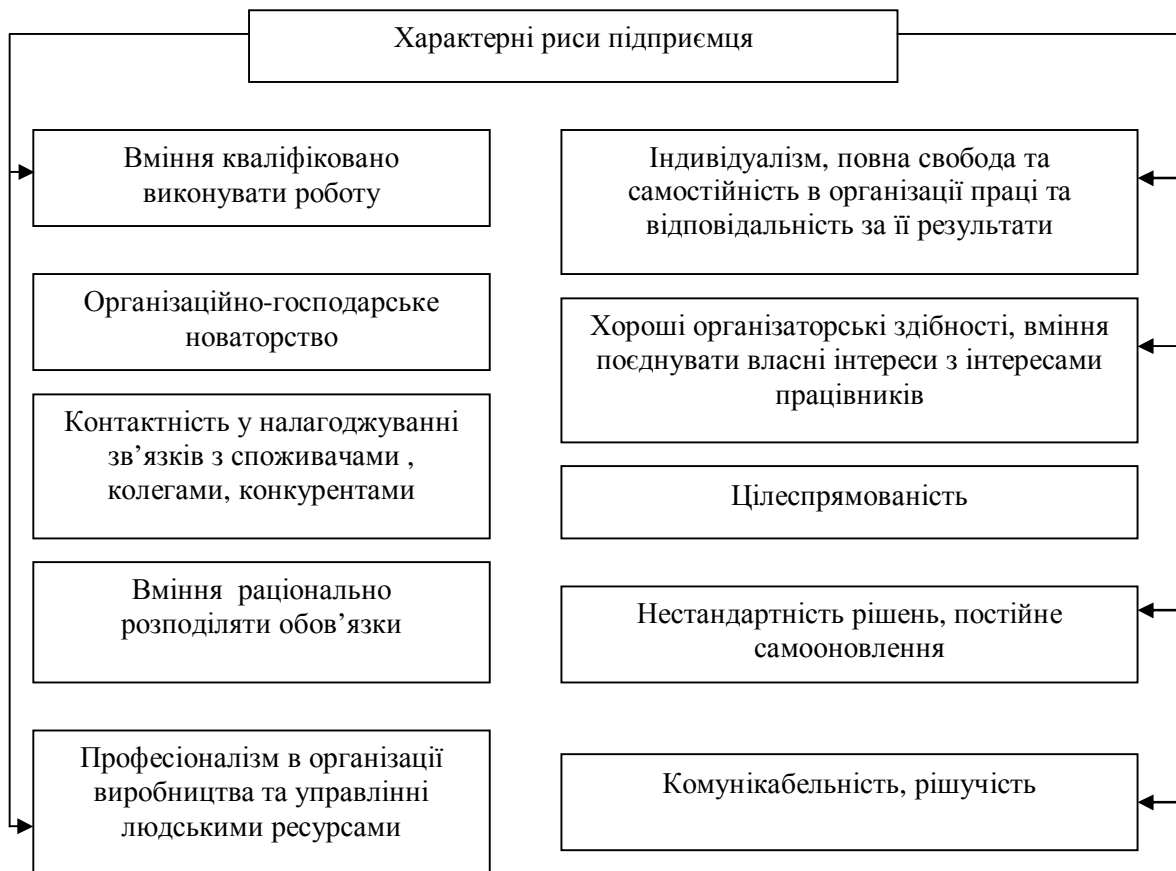 Характерні риси підприємця
Вміння кваліфіковано
виконувати роботу
Організаційно-господарське
новаторство
Контактність у налагоджуванні
зв’язків з споживачами ,
колегами, конкурентами
Вміння раціонально
розподіляти обов’язки
Професіоналізм в організації
виробництва та управлінні
людськими ресурсами
Індивідуалізм, повна свобода та
самостійність в організації праці та
відповідальність за її результати
Хороші організаторські здібності, вміння
поєднувати власні інтереси з інтересами
працівників
Цілеспрямованість
Нестандартність рішень, постійне
самооновлення
Комунікабельність, рішучість